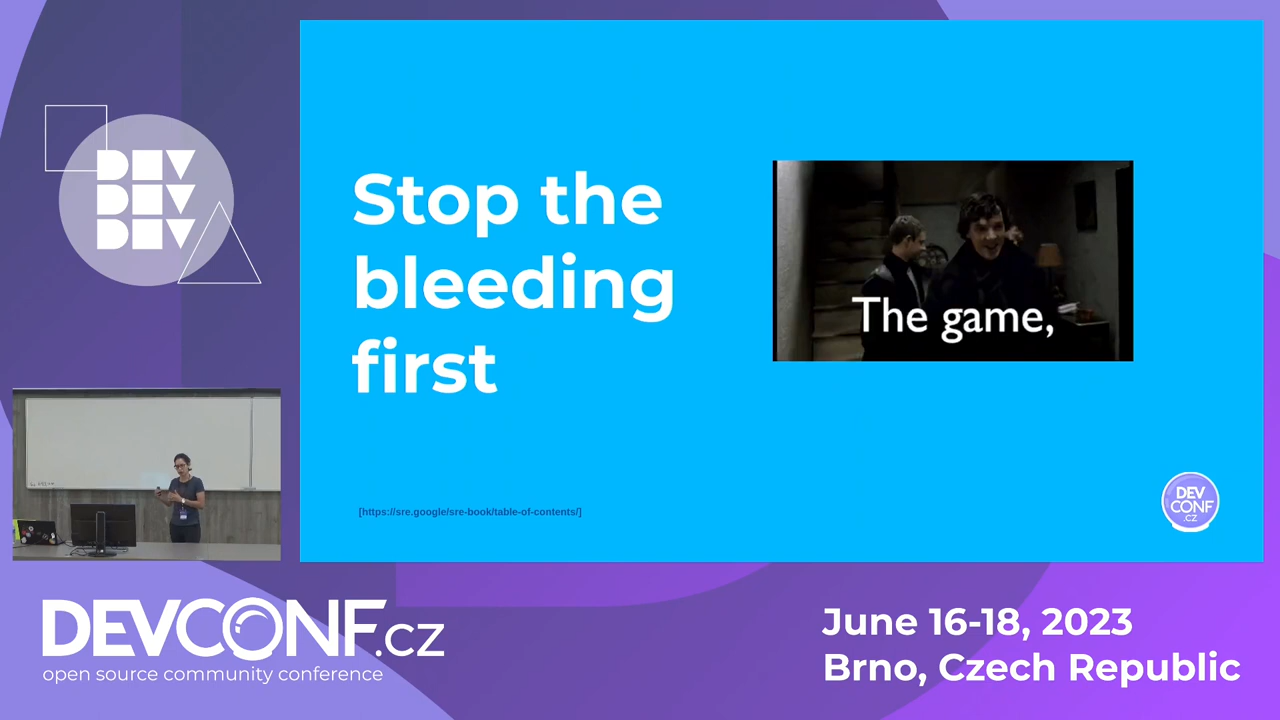 DEV
DEV
DEV
Stop the
bleeding
first
The game,
[https://sre.google/sre-book/table-of-contents/]
DEV
CONF
.CZ
DEVCONF.cz
open source community conference
June 16-18, 2023
Brno, Czech Republic